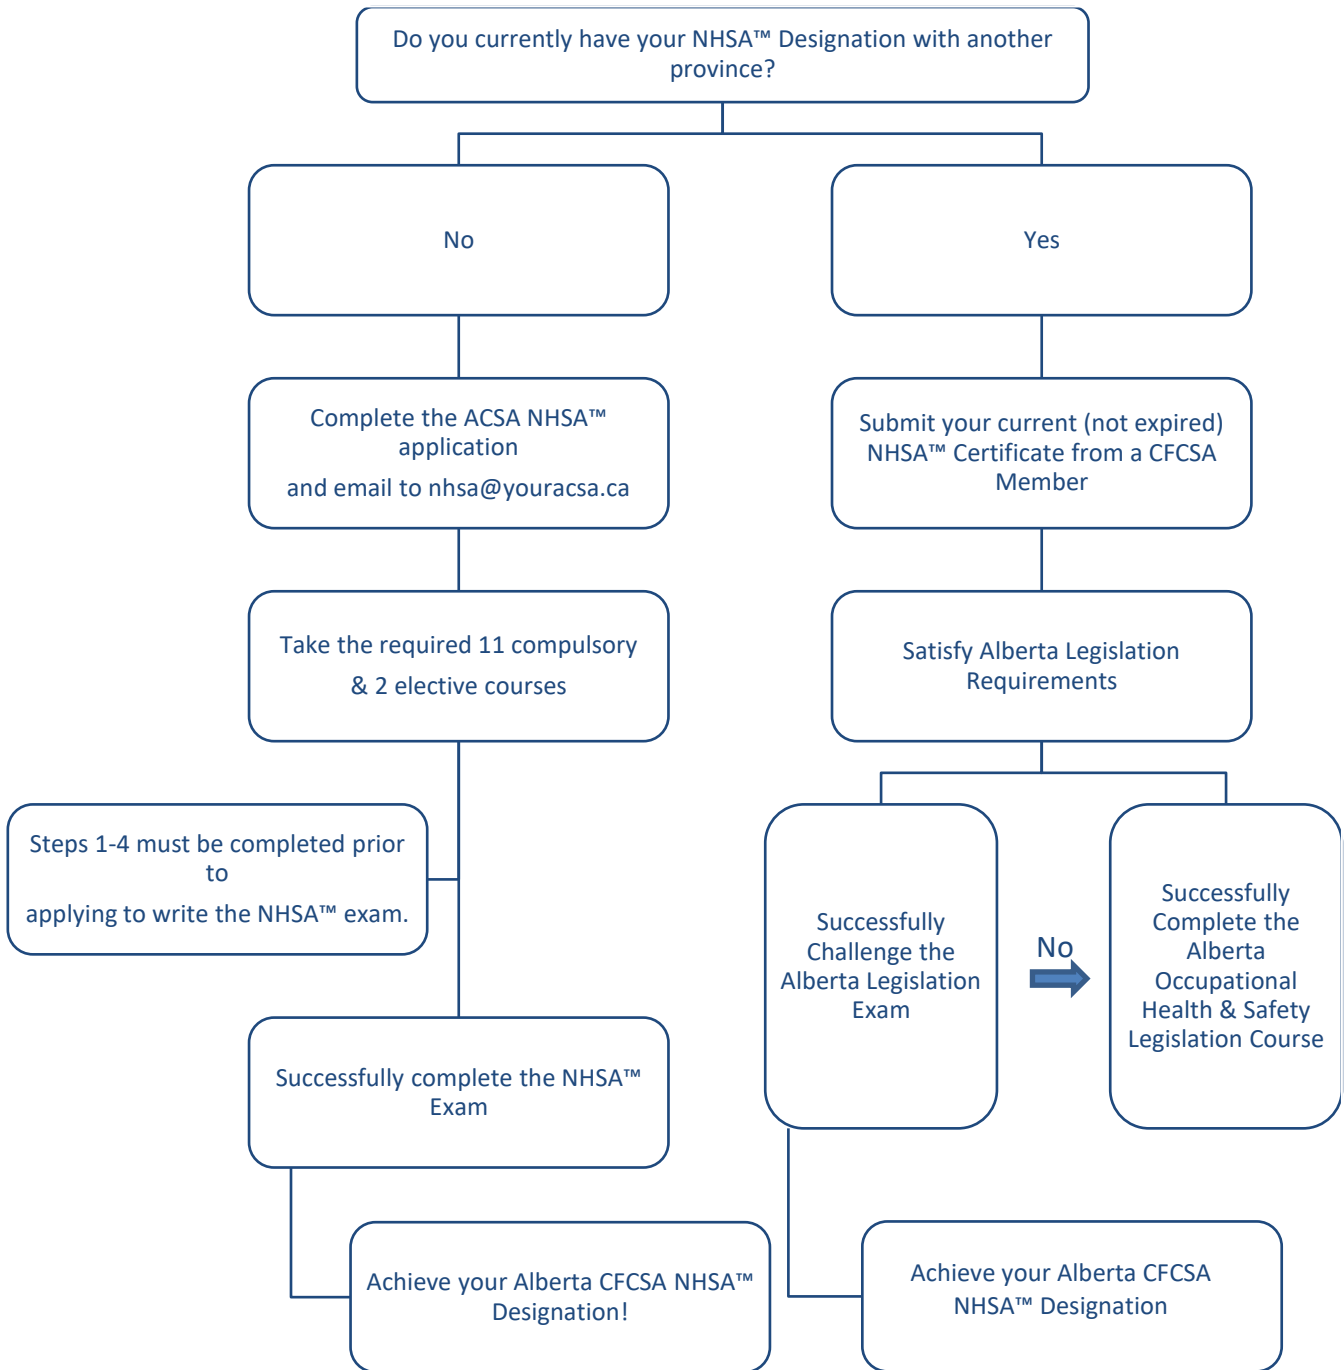 Do you currently have your NHSA™ Designation with another
province?
No
Yes
Complete the ACSA NHSA™
application
and email to nhsa@youracsa.ca
Submit your current (not expired)
NHSA™ Certificate from a CFCSA
Member
Take the required 11 compulsory
& 2 elective courses
Satisfy Alberta Legislation
Requirements
Steps 1-4 must be completed prior
to
applying to write the NHSA™ exam.
Successfully
Challenge the
Alberta Legislation
Exam
No
Successfully
Complete the
Alberta
Occupational
Health & Safety
Legislation Course
Successfully complete the NHSA™
Exam
Achieve your Alberta CFCSA NHSA™
Designation!
Achieve your Alberta CFCSA
NHSA™ Designation